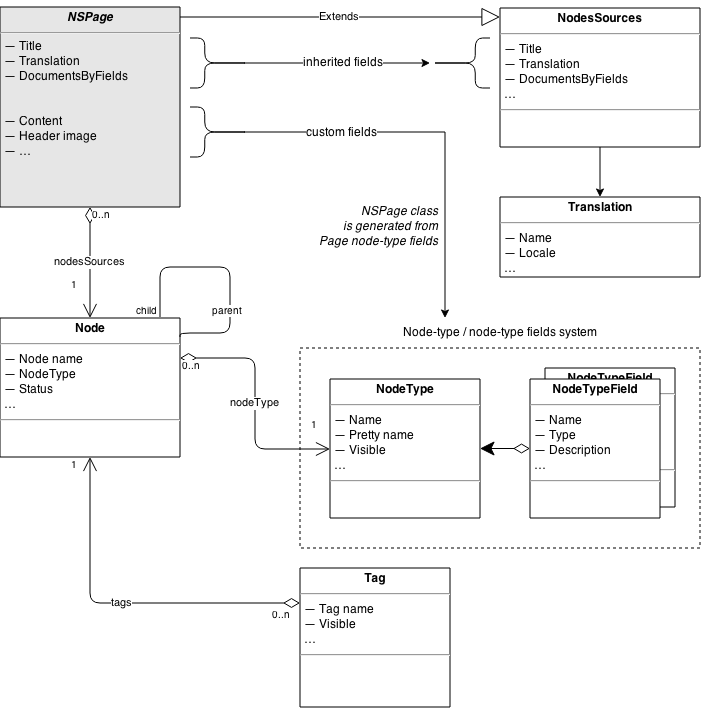 NSPage
— Title
— Translation
— DocumentsByFields
— Content
— Header image
— ...
Extends
inherited fields
custom fields
NodesSources
— Title
— Translation
— DocumentsByFields
...
NSPage class
is generated from
Page node-type fields
Translation
— Name
— Locale
...
0..n
nodesSources
1
child
parent
Node
— Node name
— NodeType
— Status
...
0..n
nodeType
1
Node-type / node-type fields system
NodeType
— Name
— Pretty name
— Visible
...
NodeTypeField
NodeTypeField
— Name
— Type
— Description
...
1
tags
0..n
Tag
— Tag name
— Visible
...